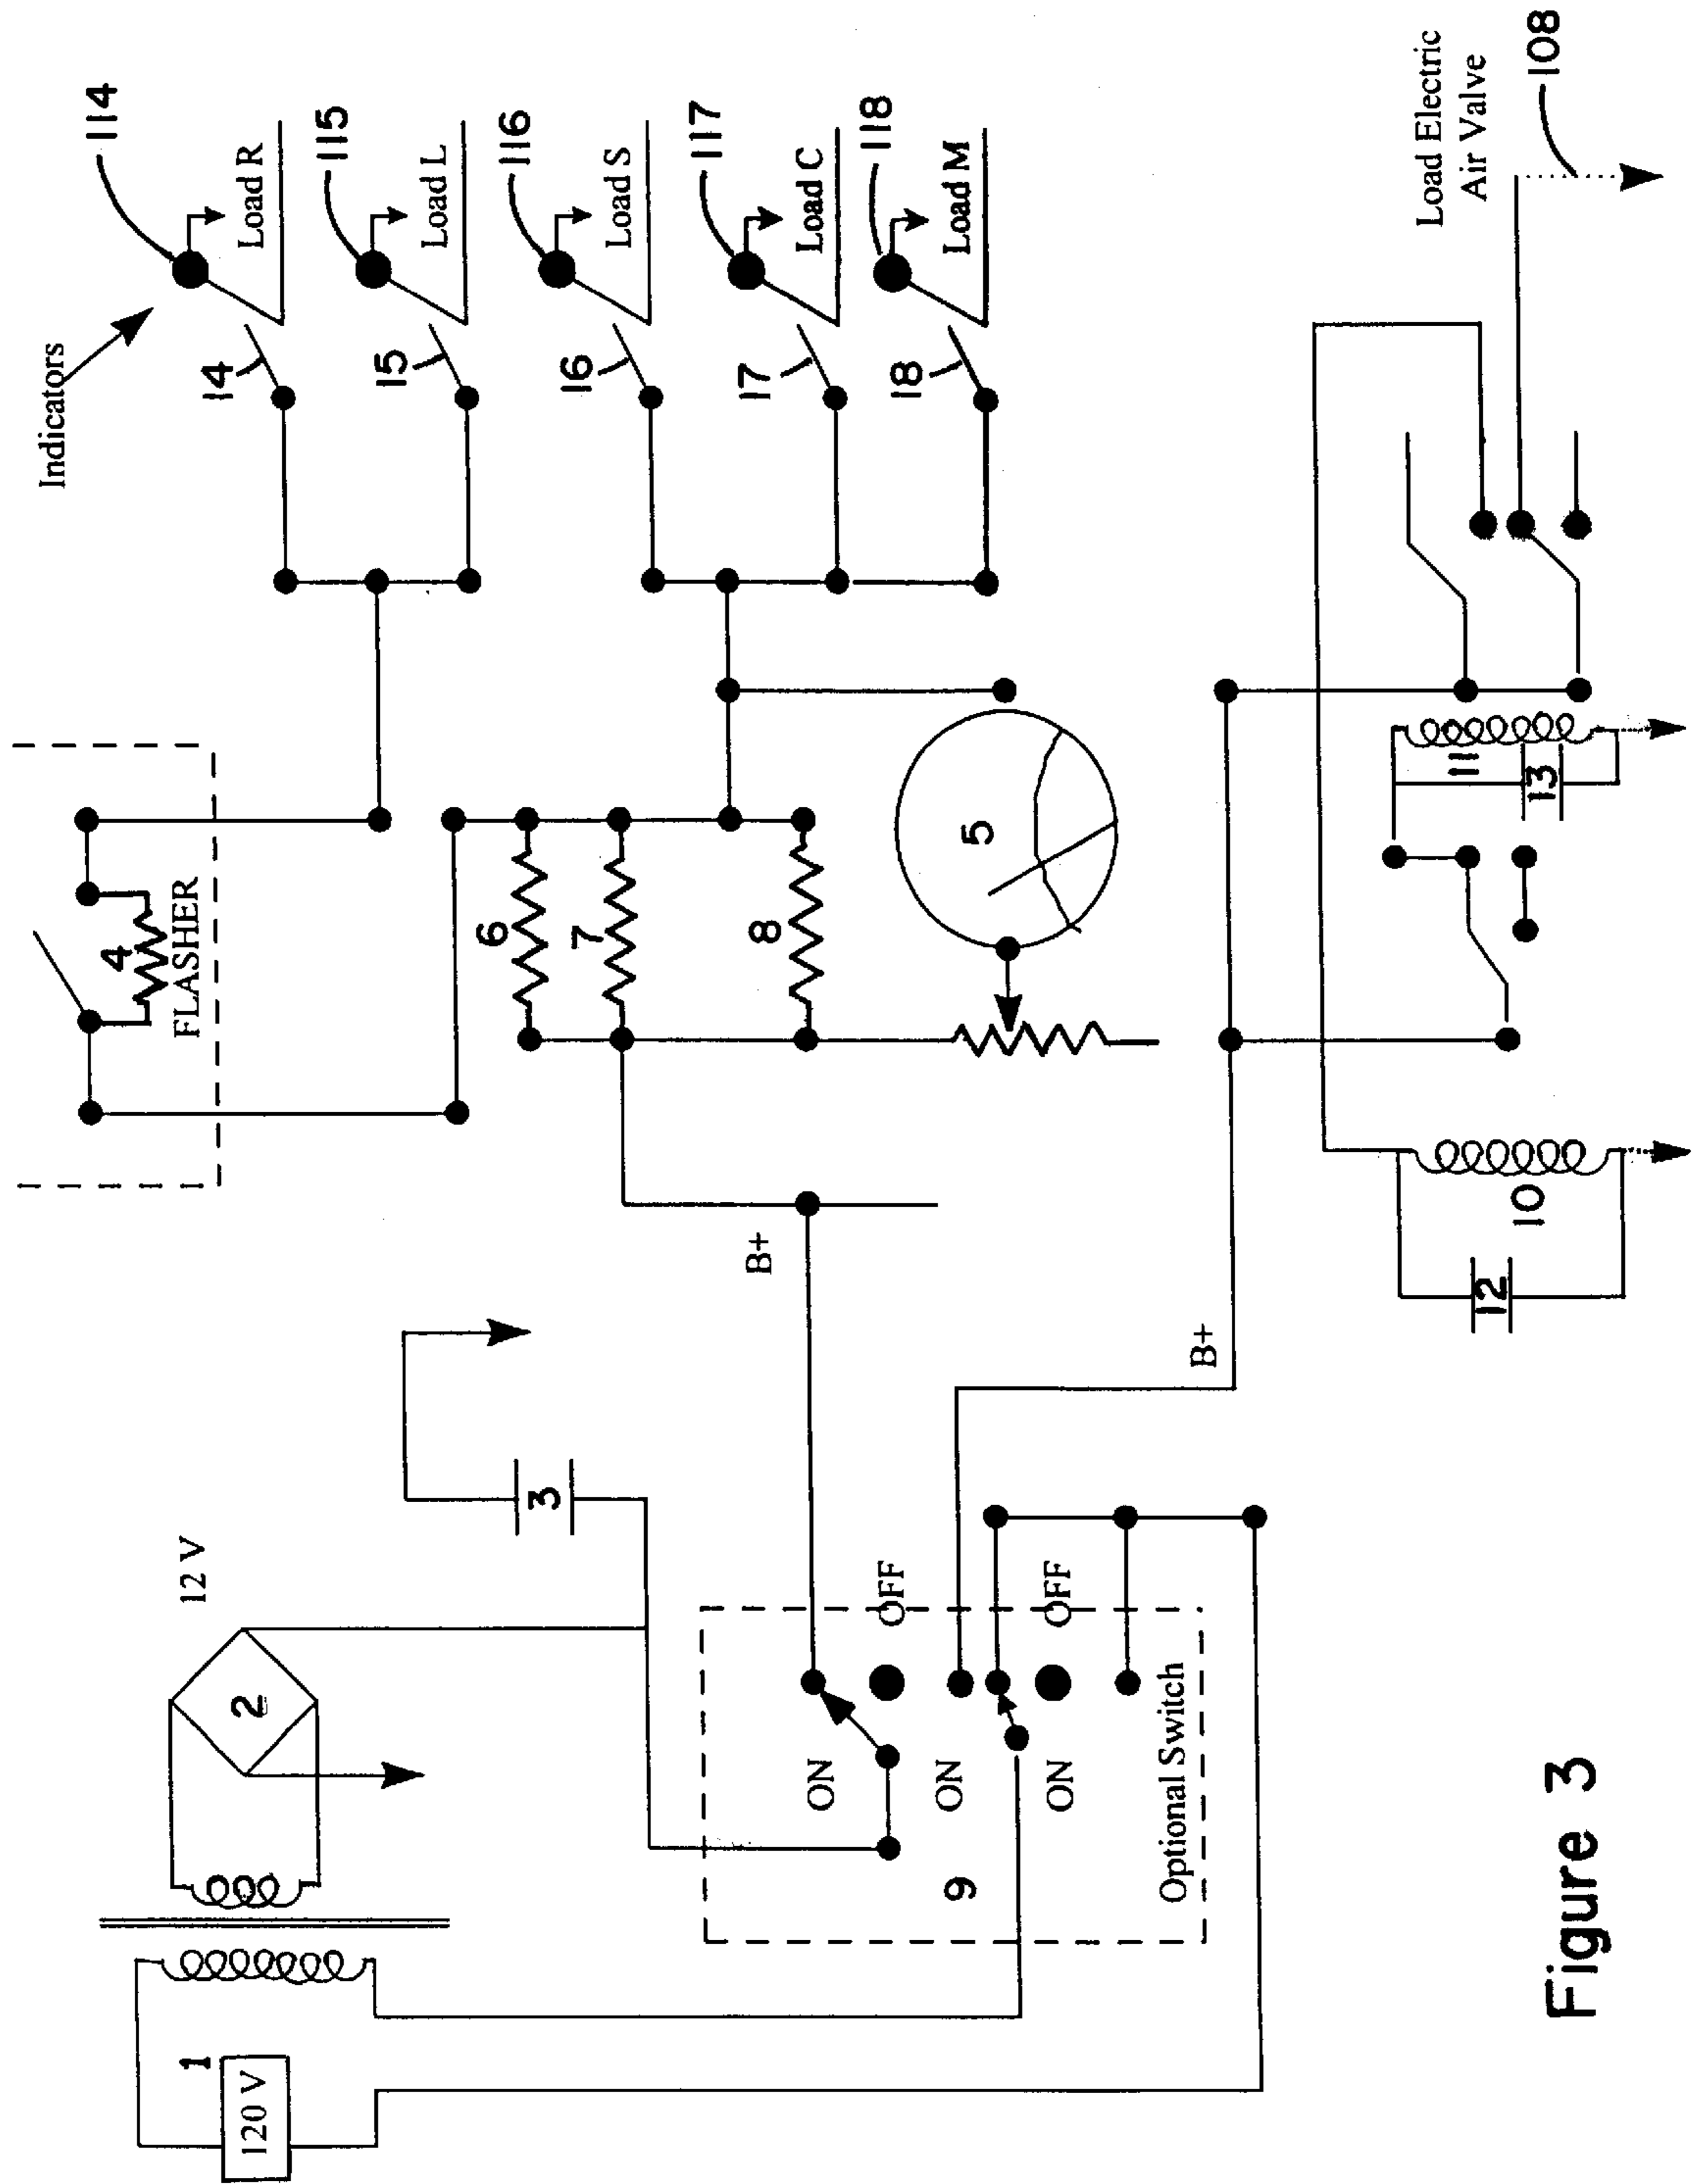 Indicators
114
115
116
117
118
Load R
Load L
Load S
Load C
Load M
14
15
16
17
18
4
FLASHER
6
7
8
5
12 V
2
3
1
120 V
B+
B+
ON
OFF
ON
OFF
ON
9
Optional Switch
10
12
11
13
Load Electric
Air Valve
108
Figure 3